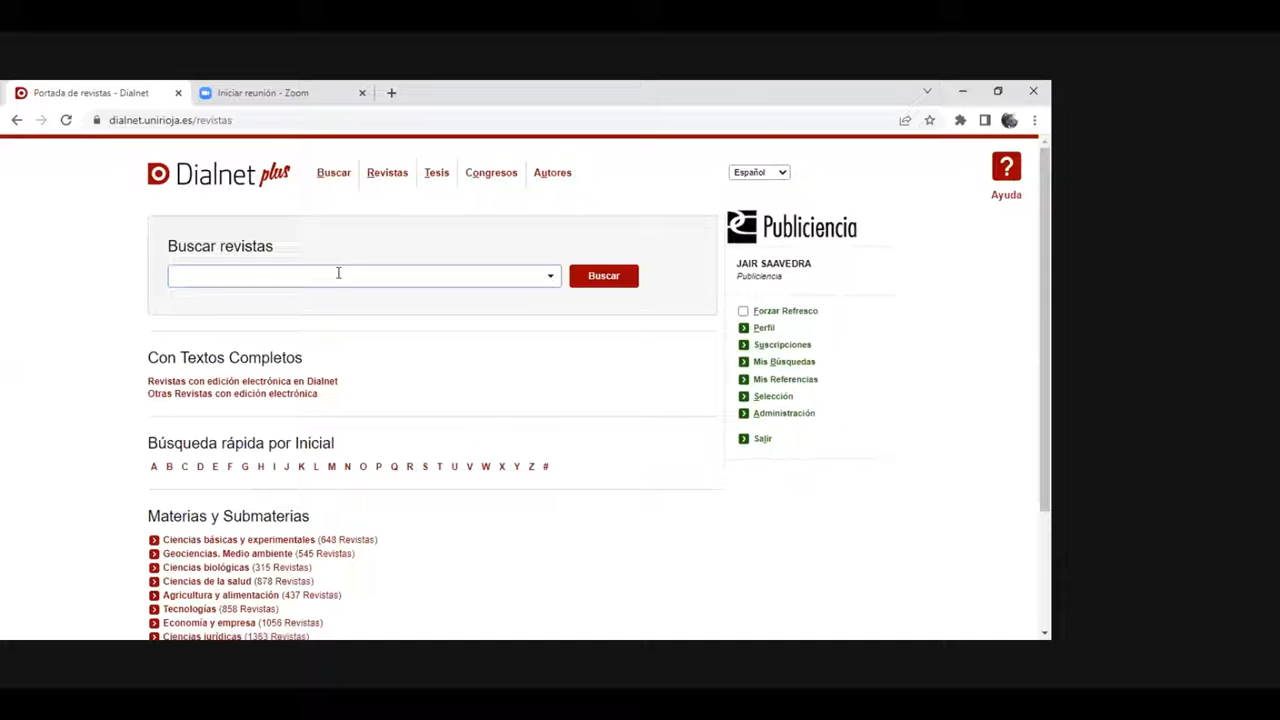 Portada de revistas - Dialnet
Iniciar reunión - Zoom
dialnet.unirioja.es/revistas
Dialnet plus
Buscar
Revistas
Tesis
Congresos
Autores
Español
?
Ayuda
Buscar revistas
Buscar
Publiciencia
JAIR SAAVEDRA
Publiciencia
Forzar Refresco
Perfil
Suscripciones
Mis Búsquedas
Mis Referencias
Selección
Administración
Salir
Con Textos Completos
Revistas con edición electrónica en Dialnet
Otras Revistas con edición electrónica
Búsqueda rápida por Inicial
A B C D E F G H I J K L M N O P Q R S T U V W X Y Z #
Materias y Submaterias
Ciencias básicas y experimentales (648 Revistas)
Geociencias. Medio ambiente (545 Revistas)
Ciencias biológicas (315 Revistas)
Ciencias de la salud (878 Revistas)
Agricultura y alimentación (437 Revistas)
Tecnologías (858 Revistas)
Economía y empresa (1056 Revistas)
Ciencias jurídicas (1363 Revistas)